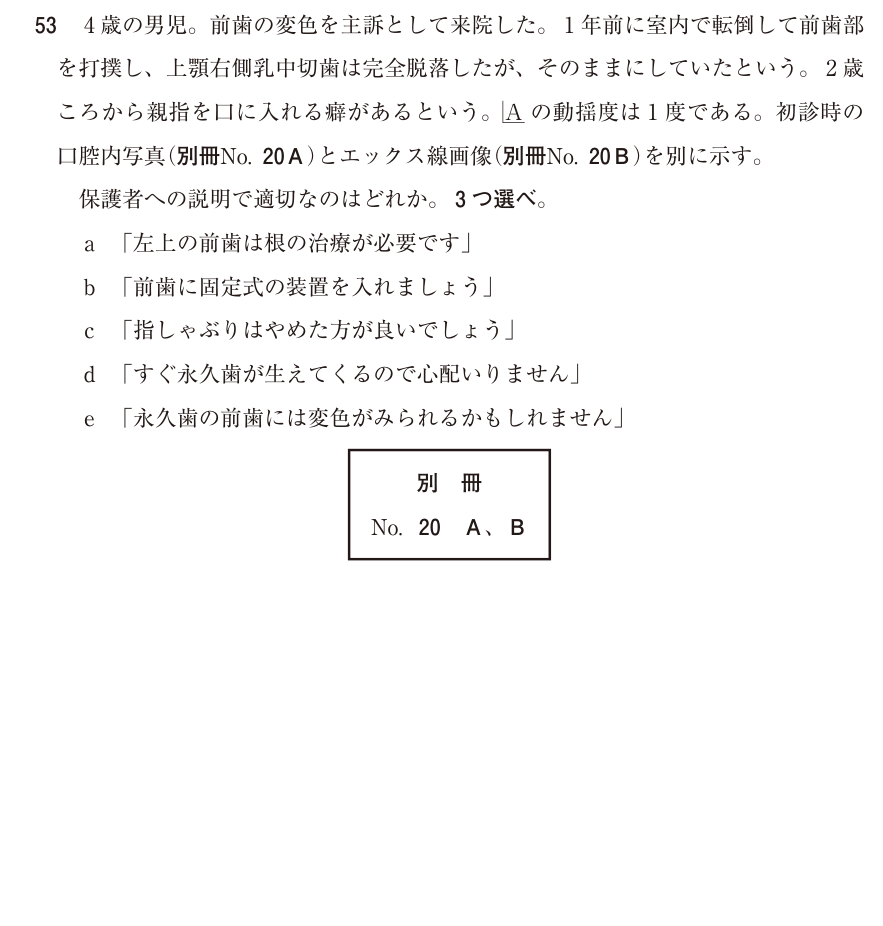 53 4歳の男児。前歯の変色を主訴として来院した。1年前に室内で転倒して前歯部
を打撲し、上顎右側乳中切歯は完全脱落したが、そのままにしていたという。2歳
ころから親指を口に入れる癖があるという。|A の動揺度は1度である。初診時の
口腔内写真(別冊No. 20A)とエックス線画像(別冊No. 20B)を別に示す。
保護者への説明で適切なのはどれか。3つ選べ。
a 「左上の前歯は根の治療が必要です」
b 「前歯に固定式の装置を入れましょう」
c 「指しゃぶりはやめた方が良いでしょう」
d 「すぐ永久歯が生えてくるので心配いりません」
e 「永久歯の前歯には変色がみられるかもしれません」
別 冊
No. 20 A、B